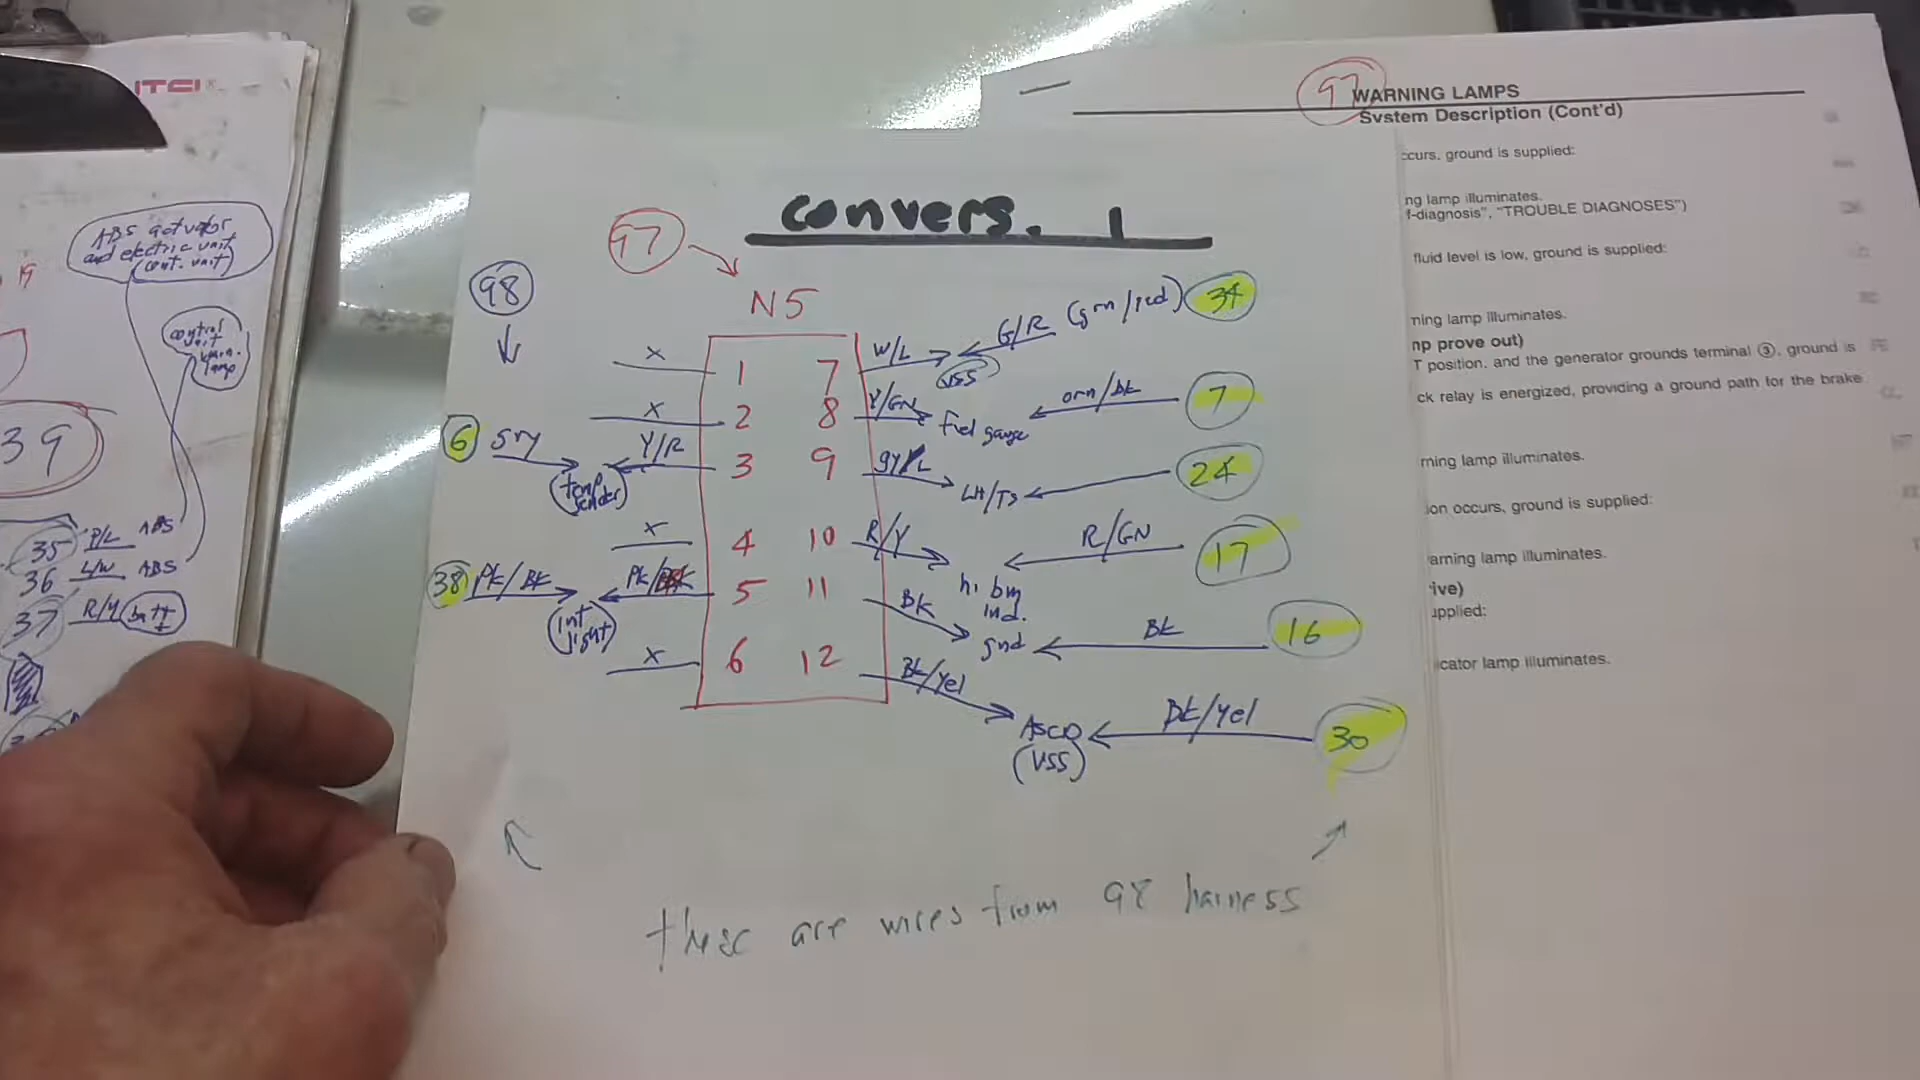 convers. 1
97
98
N5
1 7
2 8
3 9
4 10
5 11
6 12
X
X
6 gry
Y/R
(temp sender)
X
38 PK/BK
PK/BK
(int light)
X
W/L
VSS
G/R (grn/red) 34
Y/GN
Fuel gauge
orn/bk 7
gy/L
LH/TS
24
R/Y
hi bm
ind.
R/GN 17
BK
gnd
BK 16
BK/Yel
ASCD
(VSS)
BK/Yel 30
these are wires from 98 harness
ABS actuator
and electric unit
(cont. unit)
control
unit
lamp
39
35 P/L ABS
36 L/W ABS
37 R/Y batt
97
WARNING LAMPS
System Description (Cont'd)
ccurs, ground is supplied:
ng lamp illuminates.
f-diagnosis", "TROUBLE DIAGNOSES")
fluid level is low, ground is supplied:
ning lamp illuminates.
np prove out)
T position, and the generator grounds terminal ③, ground is
ck relay is energized, providing a ground path for the brake
rning lamp illuminates.
ion occurs, ground is supplied:
arning lamp illuminates.
ive)
upplied:
icator lamp illuminates.